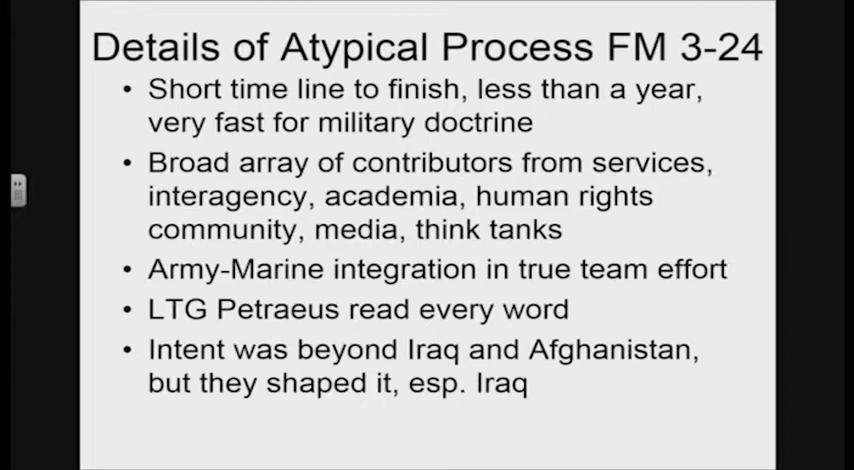 Details of Atypical Process FM 3-24
• Short time line to finish, less than a year,
very fast for military doctrine
• Broad array of contributors from services,
interagency, academia, human rights
community, media, think tanks
• Army-Marine integration in true team effort
• LTG Petraeus read every word
• Intent was beyond Iraq and Afghanistan,
but they shaped it, esp. Iraq